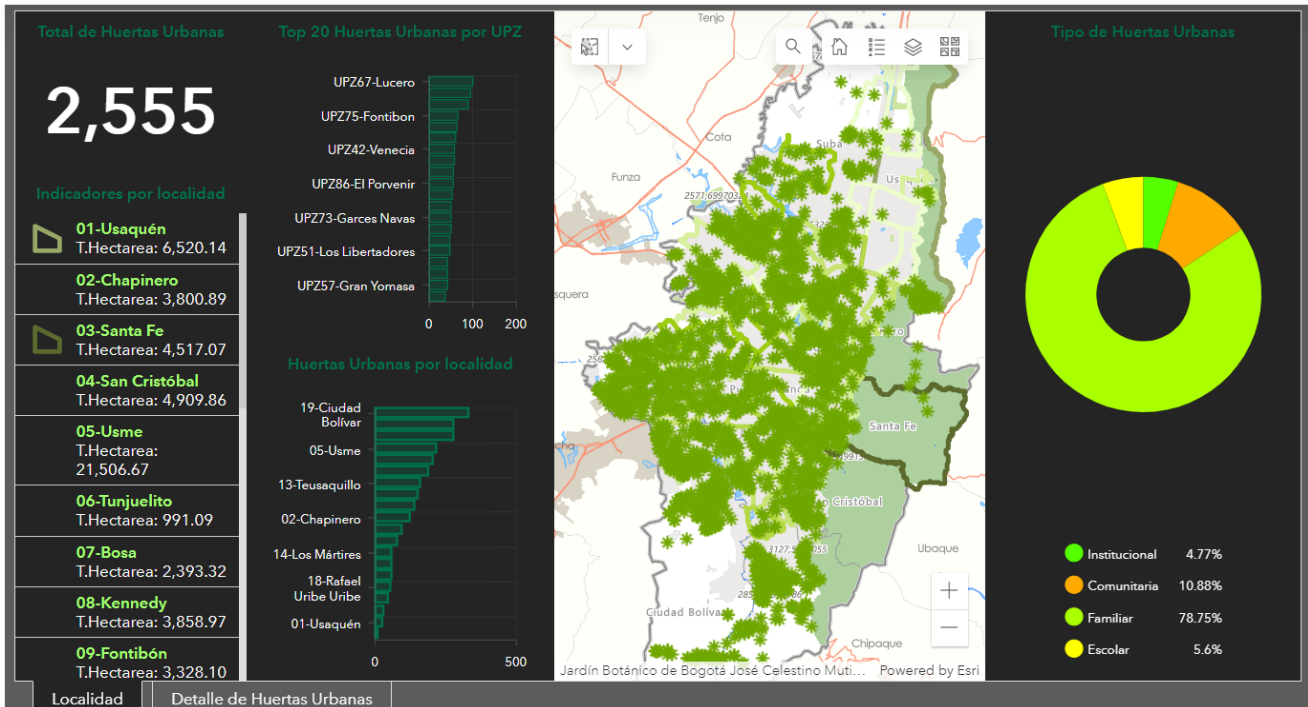 Total de Huertas Urbanas
2,555
Indicadores por localidad
01-Usaquén
T.Hectarea: 6,520.14
02-Chapinero
T.Hectarea: 3,800.89
03-Santa Fe
T.Hectarea: 4,517.07
04-San Cristóbal
T.Hectarea: 4,909.86
05-Usme
T.Hectarea:
21,506.67
06-Tunjuelito
T.Hectarea: 991.09
07-Bosa
T.Hectarea: 2,393.32
08-Kennedy
T.Hectarea: 3,858.97
09-Fontibón
T.Hectarea: 3,328.10
Top 20 Huertas Urbanas por UPZ
UPZ67-Lucero
UPZ75-Fontibon
UPZ42-Venecia
UPZ86-El Porvenir
UPZ73-Garces Navas
UPZ51-Los Libertadores
UPZ57-Gran Yomasa
0 100 200
Huertas Urbanas por localidad
19-Ciudad
Bolívar
05-Usme
13-Teusaquillo
02-Chapinero
14-Los Mártires
18-Rafael
Uribe Uribe
01-Usaquén
0 500
Tenjo
Cota
Suba
Funza
squera
Santa Fe
Cristóbal
Ubaque
Ciudad Bolíva
Chipaque
Jardín Botánico de Bogotá José Celestino Muti...
Powered by Esri
Tipo de Huertas Urbanas
Institucional 4.77%
Comunitaria 10.88%
Familiar 78.75%
Escolar 5.6%
Localidad
Detalle de Huertas Urbanas